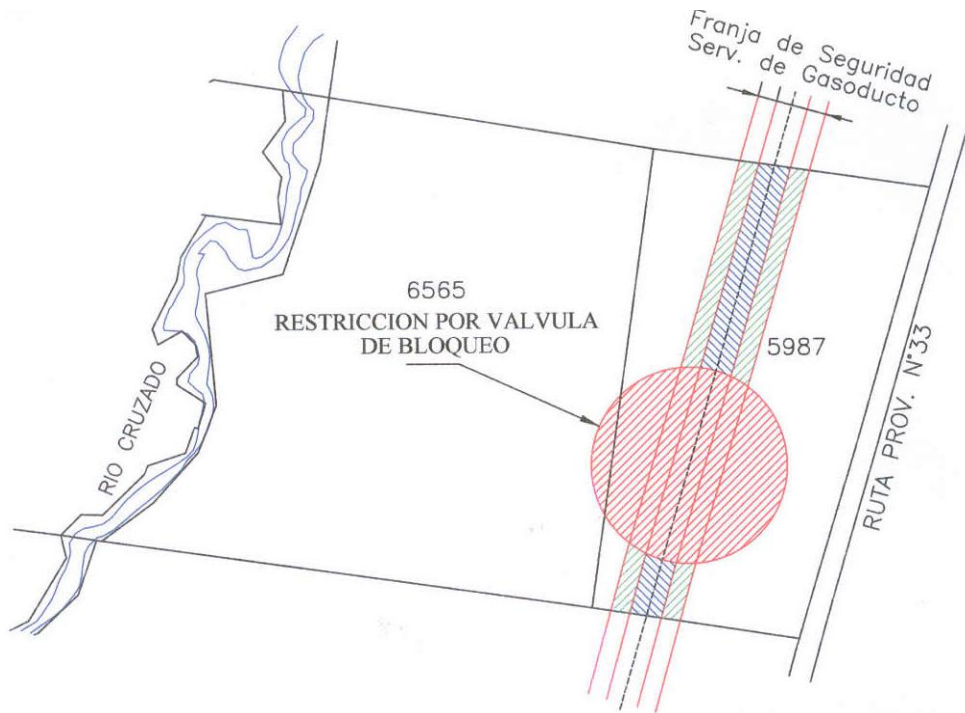 Franja de Seguridad
Serv. de Gasoducto
6565
RESTRICCION POR VALVULA
DE BLOQUEO
5987
RIO CRUZADO
RUTA PROV. N°33